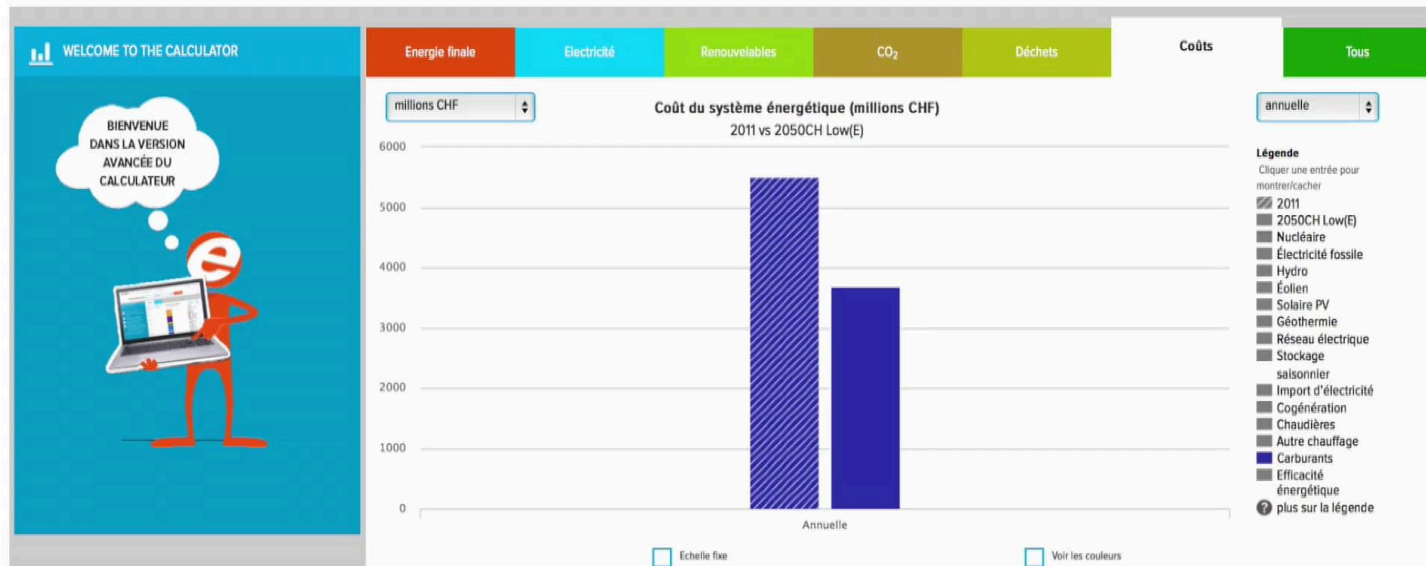 WELCOME TO THE CALCULATOR
BIENVENUE
DANS LA VERSION
AVANCÉE DU
CALCULATEUR
Energie finale
Electricité
Renouvelables
CO₂
Déchets
Coûts
Tous
millions CHF
Coût du système énergétique (millions CHF)
2011 vs 2050CH Low(E)
annuelle
6000
5000
4000
3000
2000
1000
0
Annuelle
Echelle fixe
Voir les couleurs
Légende
Cliquer une entrée pour
montrer/cacher
2011
2050CH Low(E)
Nucléaire
Électricité fossile
Hydro
Éolien
Solaire PV
Géothermie
Réseau électrique
Stockage
saisonnier
Import d'électricité
Cogénération
Chaudières
Autre chauffage
Carburants
Efficacité
énergétique
? plus sur la légende